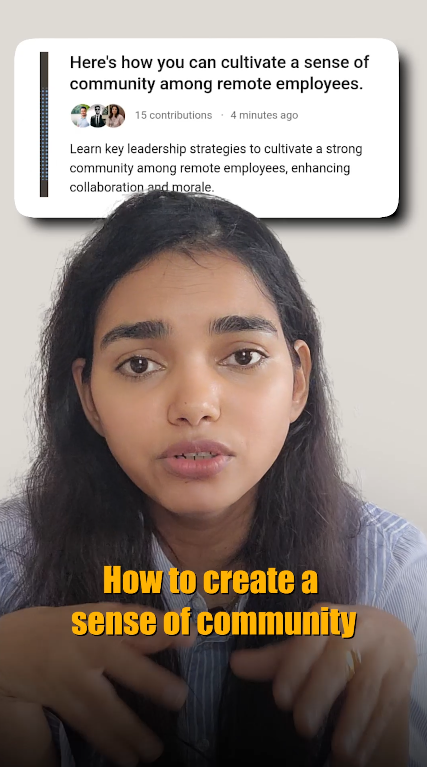 Here's how you can cultivate a sense of
community among remote employees.
15 contributions · 4 minutes ago
Learn key leadership strategies to cultivate a strong
community among remote employees, enhancing
collaboration and morale.
How to create a
sense of community